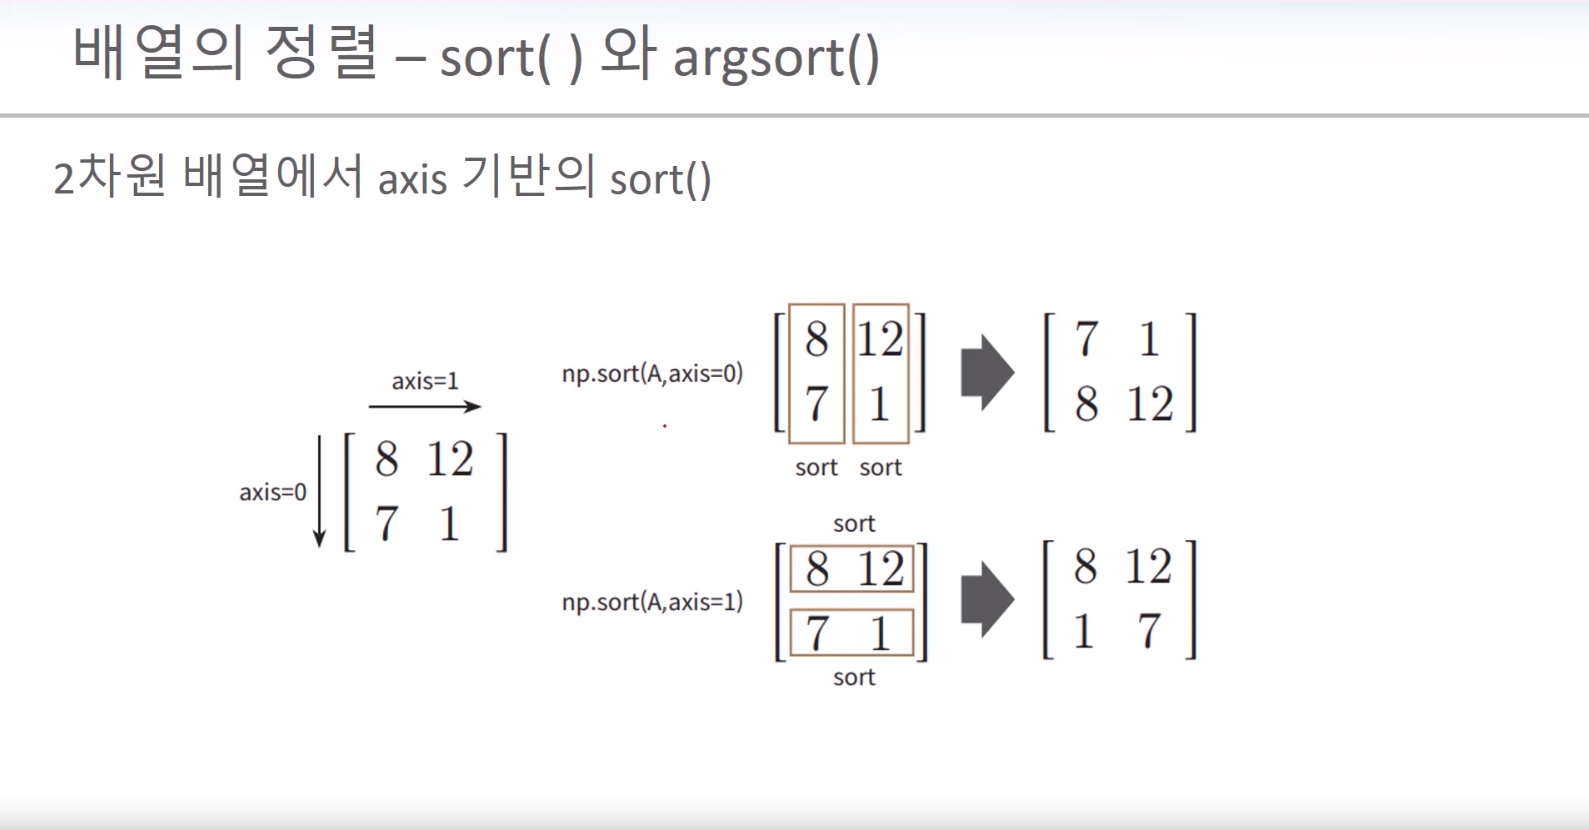 배열의 정렬 – sort( ) 와 argsort()
2차원 배열에서 axis 기반의 sort()
axis=1
axis=0
8 12
7 1
np.sort(A,axis=0)
8 12
7 1
sort sort
7 1
8 12
np.sort(A,axis=1)
sort
8 12
7 1
sort
8 12
1 7